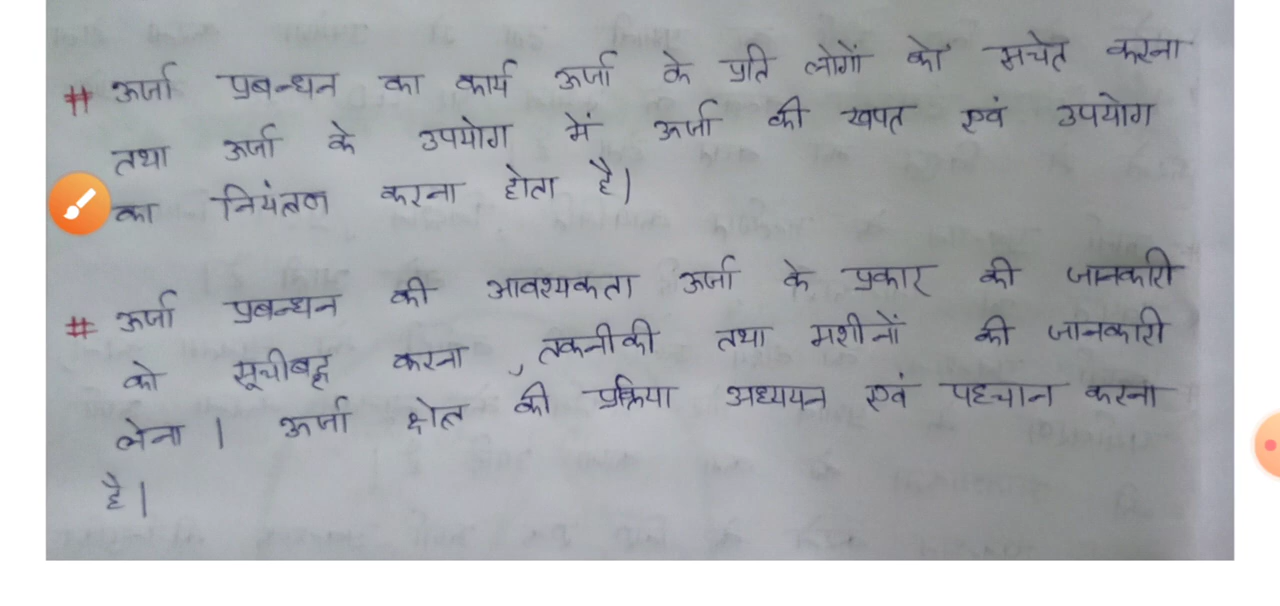 # ऊर्जा प्रबन्धन का कार्य ऊर्जा के प्रति लोगों को सचेत करना
तथा ऊर्जा के उपयोग में ऊर्जा की खपत एवं उपयोग
का नियंत्रण करना होता है।
# ऊर्जा प्रबन्धन की आवश्यकता ऊर्जा के प्रकार की जानकारी
को सूचीबद्ध करना , तकनीकी तथा मशीनों की जानकारी
लेना । ऊर्जा क्षेत्र की प्रक्रिया अध्ययन एवं पहचान करना
है।